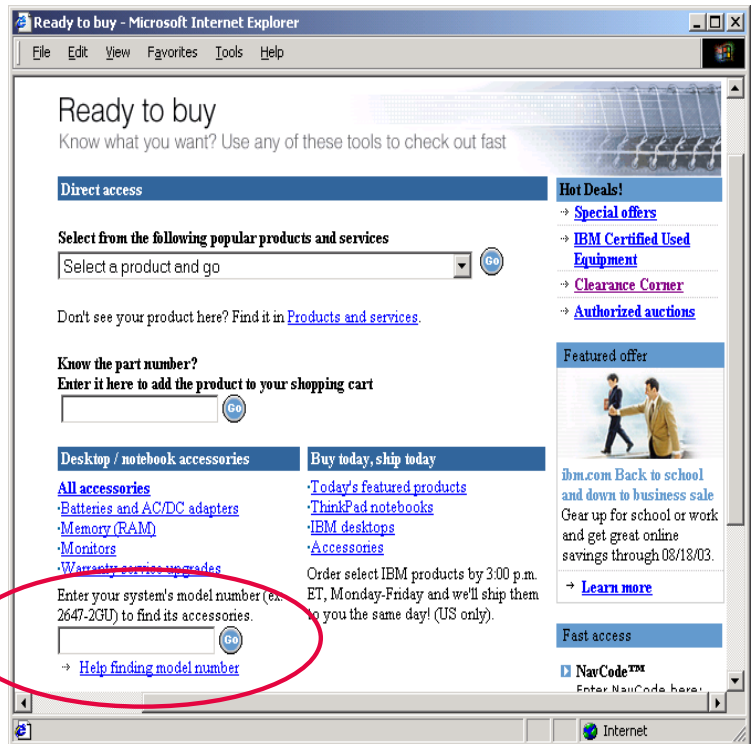 Ready to buy - Microsoft Internet Explorer
File Edit View Favorites Tools Help
Ready to buy
Know what you want? Use any of these tools to check out fast
Direct access
Select from the following popular products and services
Select a product and go
Go
Don't see your product here? Find it in Products and services.
Know the part number?
Enter it here to add the product to your shopping cart
Go
Desktop / notebook accessories
All accessories
·Batteries and AC/DC adapters
·Memory (RAM)
·Monitors
·Warranty service upgrades
Enter your system's model number (ex.
2647-2GU) to find its accessories.
Go
→ Help finding model number
Buy today, ship today
·Today's featured products
·ThinkPad notebooks
·IBM desktops
·Accessories
Order select IBM products by 3:00 p.m.
ET, Monday-Friday and we'll ship them
to you the same day! (US only).
Hot Deals!
→ Special offers
→ IBM Certified Used
Equipment
→ Clearance Corner
→ Authorized auctions
Featured offer
ibm.com Back to school
and down to business sale
Gear up for school or work
and get great online
savings through 08/18/03.
→ Learn more
Fast access
NavCode™
Enter NavCode here:
Internet